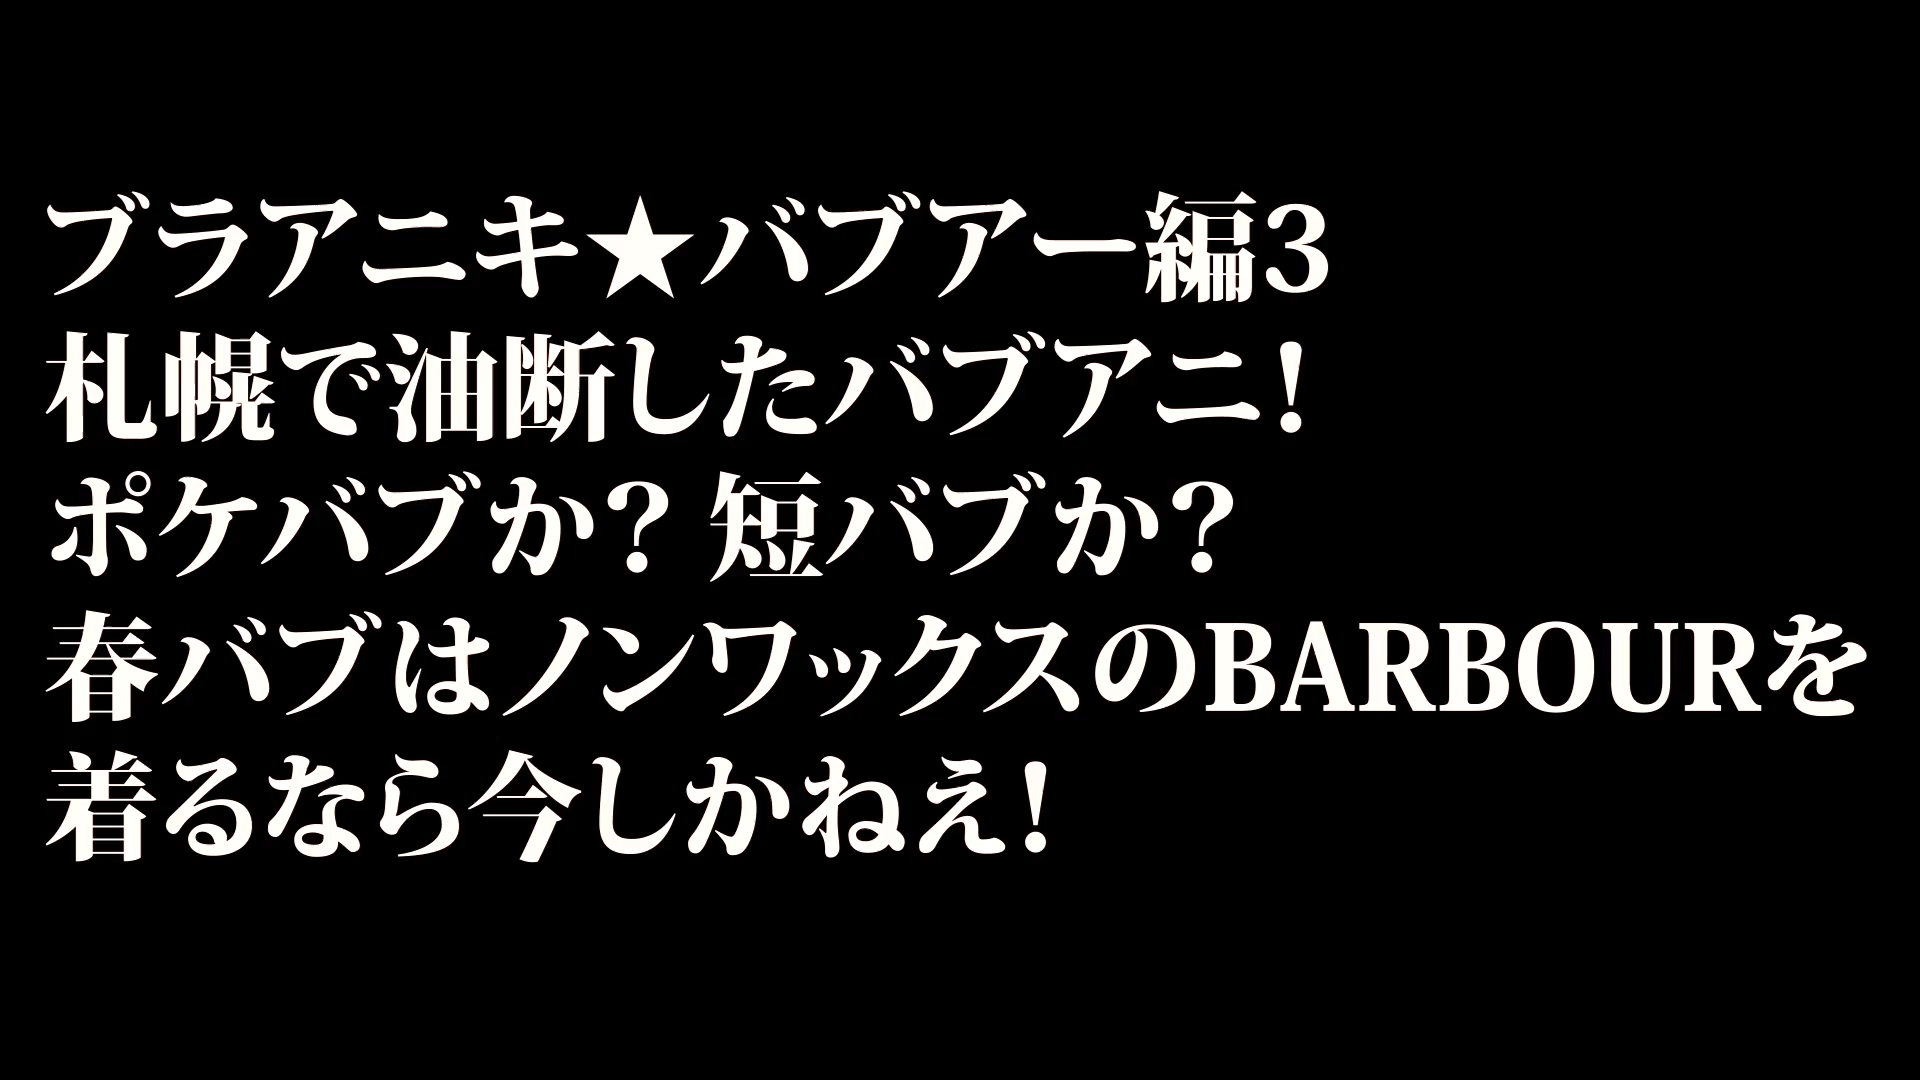 ブラアニキ★バブアー編3
札幌で油断したバブアニ！
ポケバブか？ 短バブか？
春バブはノンワックスのBARBOURを
着るなら今しかねえ！